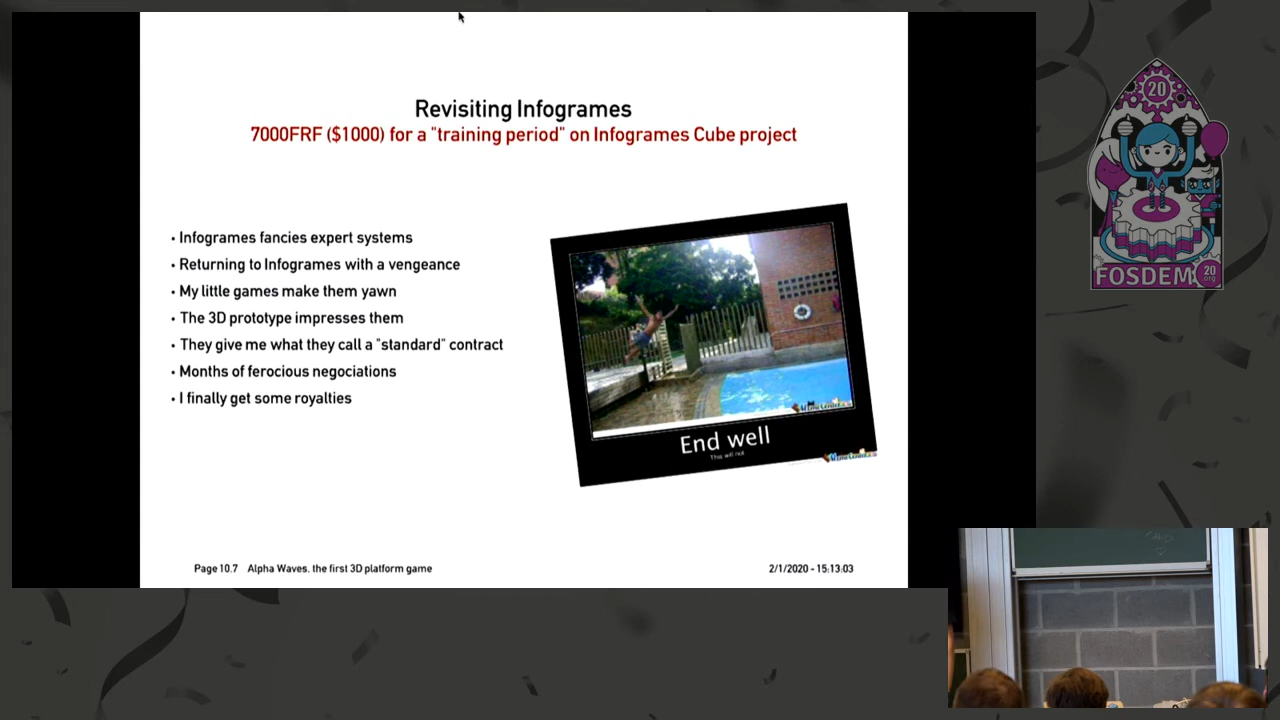 Revisiting Infogrames
7000FRF ($1000) for a "training period" on Infogrames Cube project
• Infogrames fancies expert systems
• Returning to Infogrames with a vengeance
• My little games make them yawn
• The 3D prototype impresses them
• They give me what they call a "standard" contract
• Months of ferocious negociations
• I finally get some royalties
End well
This will not
Page 10.7 Alpha Waves, the first 3D platform game
2/1/2020 - 15:13:03
20
FOSDEM
20
.org